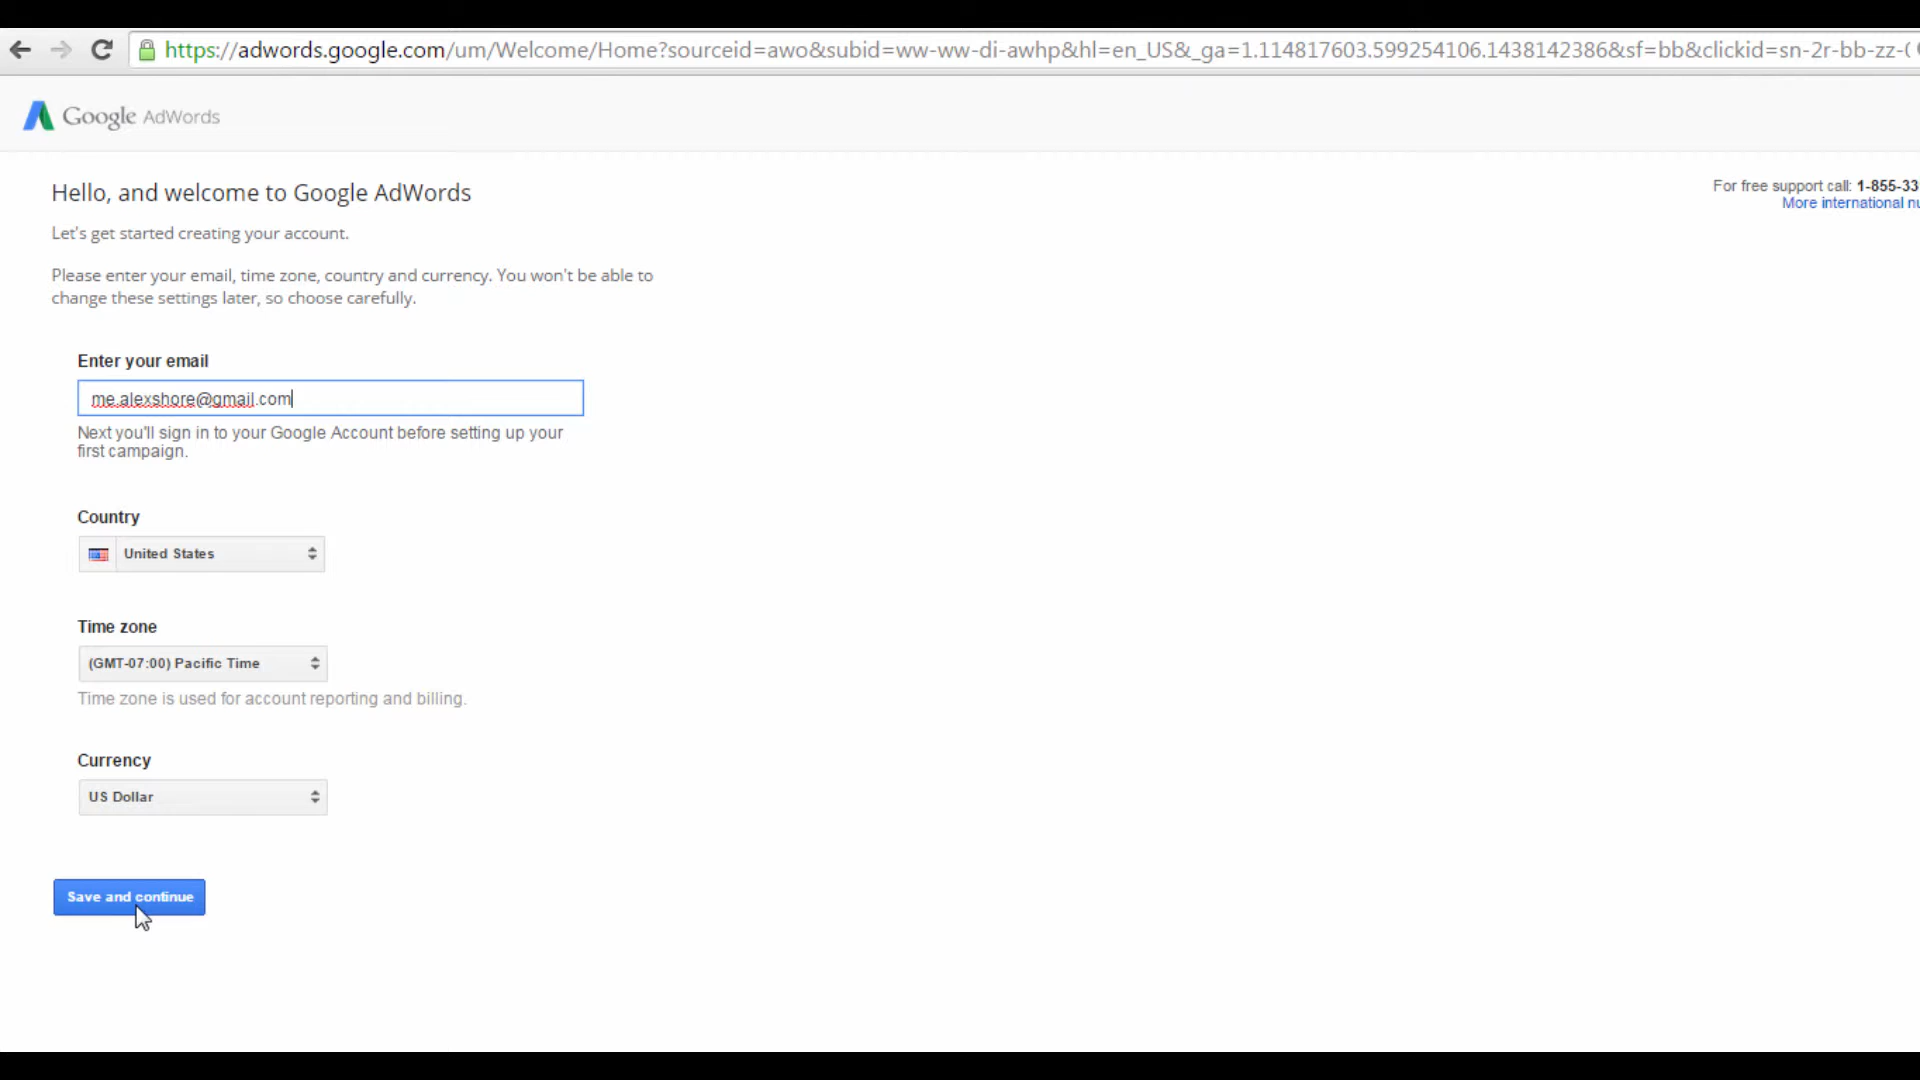 https://adwords.google.com/um/Welcome/Home?sourceid=awo&subid=ww-ww-di-awhp&hl=en_US&_ga=1.114817603.599254106.1438142386&sf=bb&clickid=sn-2r-bb-zz-
Google AdWords
Hello, and welcome to Google AdWords
For free support call: 1-855-33
Let's get started creating your account.
More international nu
Please enter your email, time zone, country and currency. You won't be able to
change these settings later, so choose carefully.
Enter your email
me.alexshore@gmail.com
Next you'll sign in to your Google Account before setting up your
first campaign.
Country
United States
Time zone
(GMT-07:00) Pacific Time
Time zone is used for account reporting and billing.
Currency
US Dollar
Save and continue